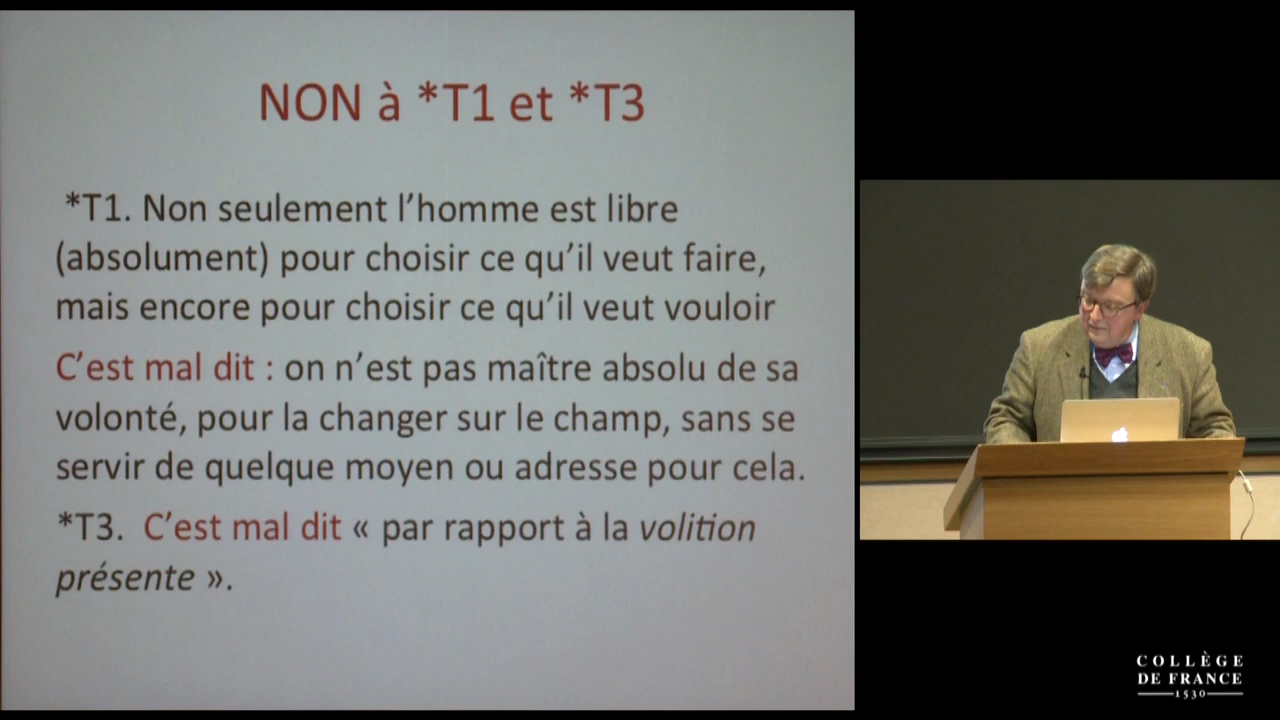 NON à *T1 et *T3
*T1. Non seulement l’homme est libre
(absolument) pour choisir ce qu’il veut faire,
mais encore pour choisir ce qu’il veut vouloir
C’est mal dit : on n’est pas maître absolu de sa
volonté, pour la changer sur le champ, sans se
servir de quelque moyen ou adresse pour cela.
*T3. C’est mal dit « par rapport à la volition
présente ».
COLLÈGE
DE FRANCE
1530